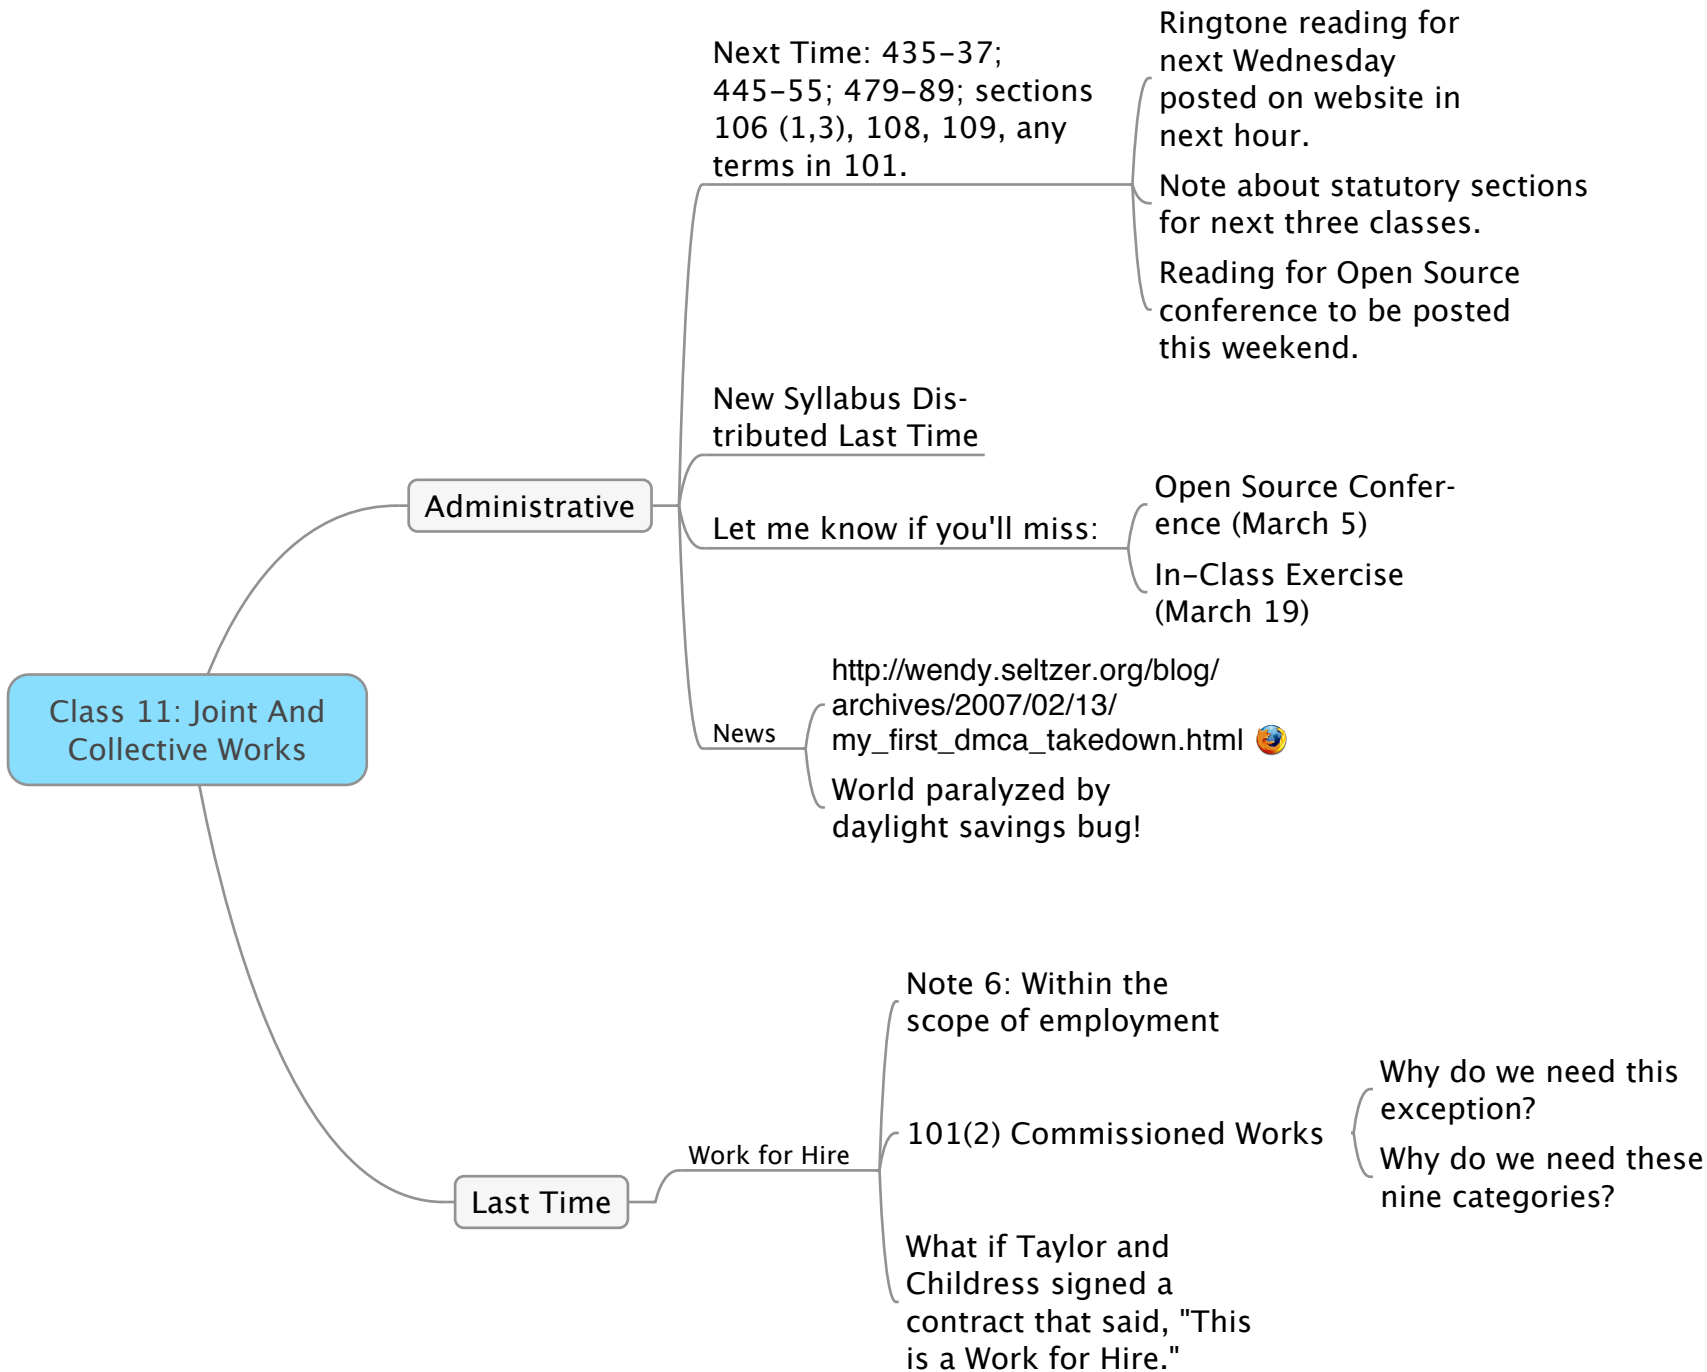 Class 11: Joint And
Collective Works
Administrative
Next Time: 435–37;
445–55; 479–89; sections
106 (1,3), 108, 109, any
terms in 101.
Ringtone reading for
next Wednesday
posted on website in
next hour.
Note about statutory sections
for next three classes.
Reading for Open Source
conference to be posted
this weekend.
New Syllabus Dis-
tributed Last Time
Let me know if you'll miss:
Open Source Confer-
ence (March 5)
In–Class Exercise
(March 19)
News
http://wendy.seltzer.org/blog/
archives/2007/02/13/
my_first_dmca_takedown.html
World paralyzed by
daylight savings bug!
Last Time
Work for Hire
Note 6: Within the
scope of employment
101(2) Commissioned Works
Why do we need this
exception?
Why do we need these
nine categories?
What if Taylor and
Childress signed a
contract that said, "This
is a Work for Hire."